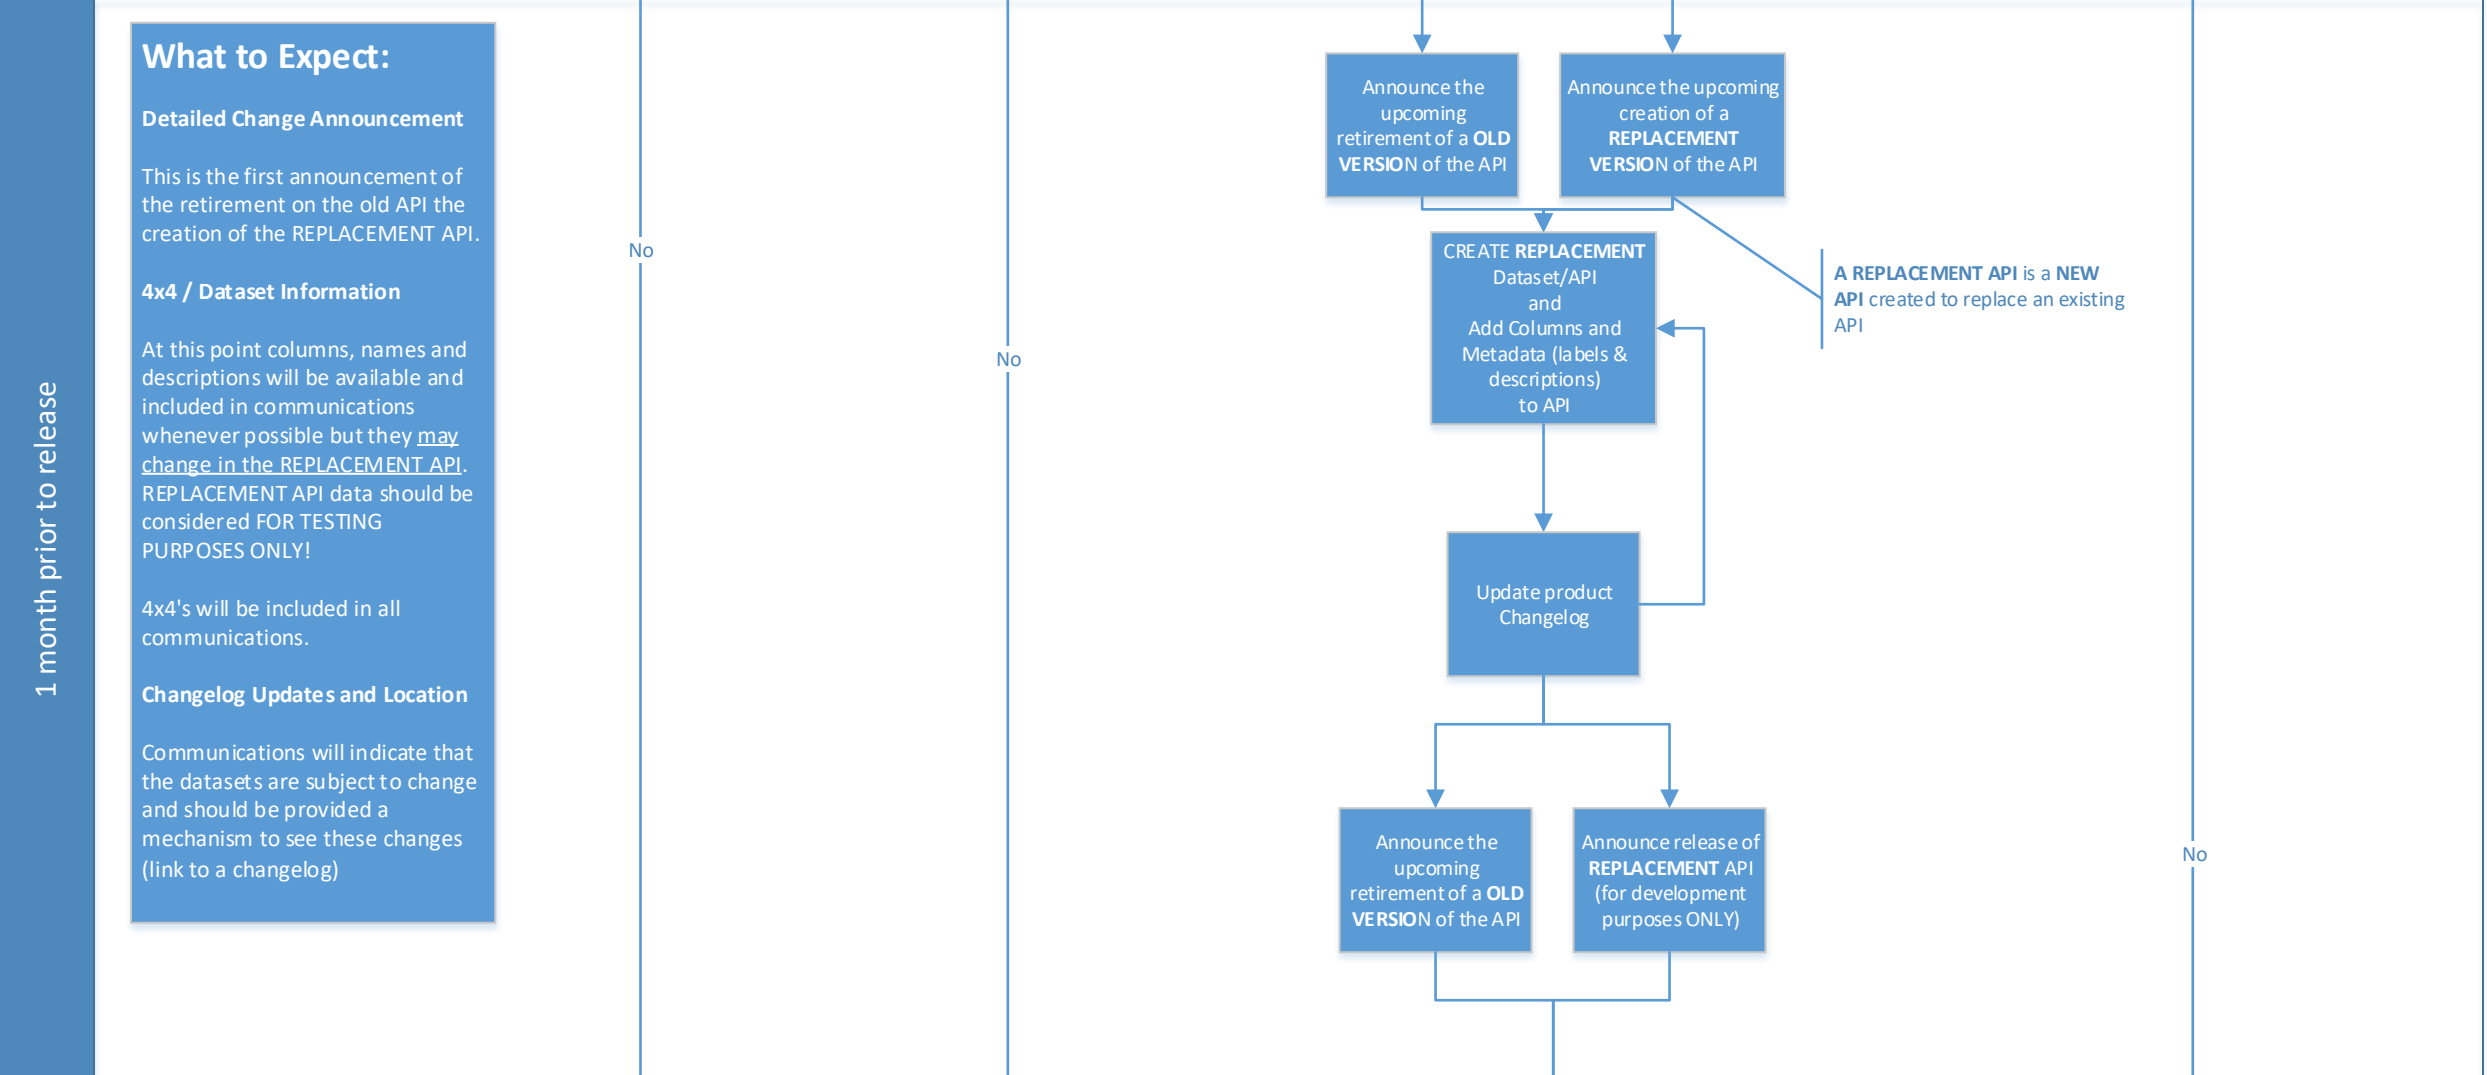 1 month prior to release
What to Expect:
Detailed Change Announcement
This is the first announcement of
the retirement on the old API the
creation of the REPLACEMENT API.
4x4 / Dataset Information
At this point columns, names and
descriptions will be available and
included in communications
whenever possible but they may
change in the REPLACEMENT API.
REPLACEMENT API data should be
considered FOR TESTING
PURPOSES ONLY!
4x4's will be included in all
communications.
Changelog Updates and Location
Communications will indicate that
the datasets are subject to change
and should be provided a
mechanism to see these changes
(link to a changelog)
No
No
Announce the
upcoming
retirement of a OLD
VERSION of the API
Announce the upcoming
creation of a
REPLACEMENT
VERSION of the API
CREATE REPLACEMENT
Dataset/API
and
Add Columns and
Metadata (labels &
descriptions)
to API
A REPLACEMENT API is a NEW
API created to replace an existing
API
Update product
Changelog
Announce the
upcoming
retirement of a OLD
VERSION of the API
Announce release of
REPLACEMENT API
(for development
purposes ONLY)
No